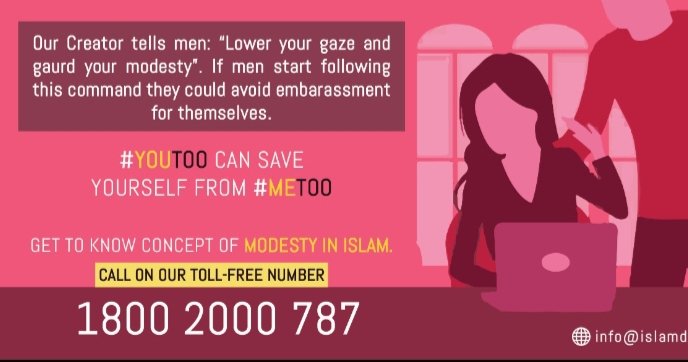 Our Creator tells men: “Lower your gaze and
gaurd your modesty”. If men start following
this command they could avoid embarassment
for themselves.
#YOUTOO CAN SAVE
YOURSELF FROM #METOO
GET TO KNOW CONCEPT OF MODESTY IN ISLAM.
CALL ON OUR TOLL-FREE NUMBER
1800 2000 787
info@islamd